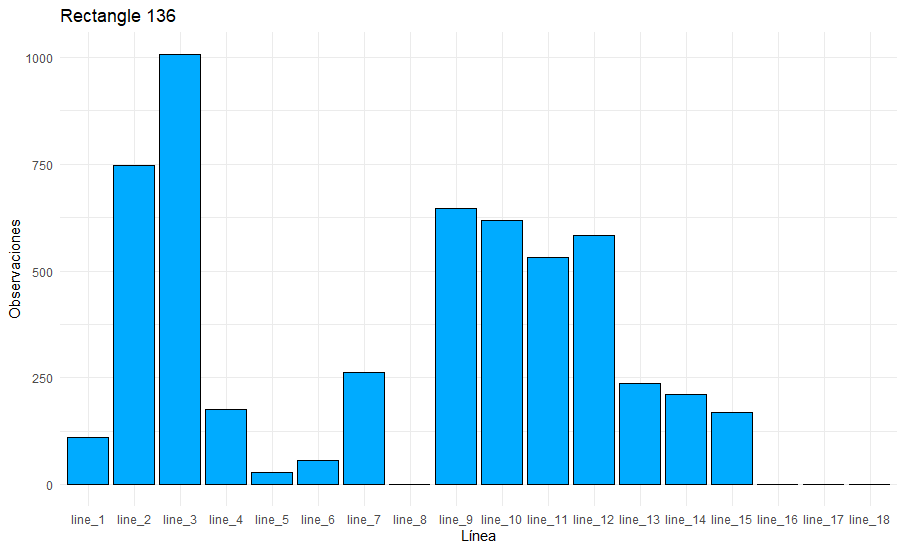 Rectangle 136
1000
750
500
250
0
Observaciones
line_1 line_2 line_3 line_4 line_5 line_6 line_7 line_8 line_9 line_10 line_11 line_12 line_13 line_14 line_15 line_16 line_17 line_18
Línea